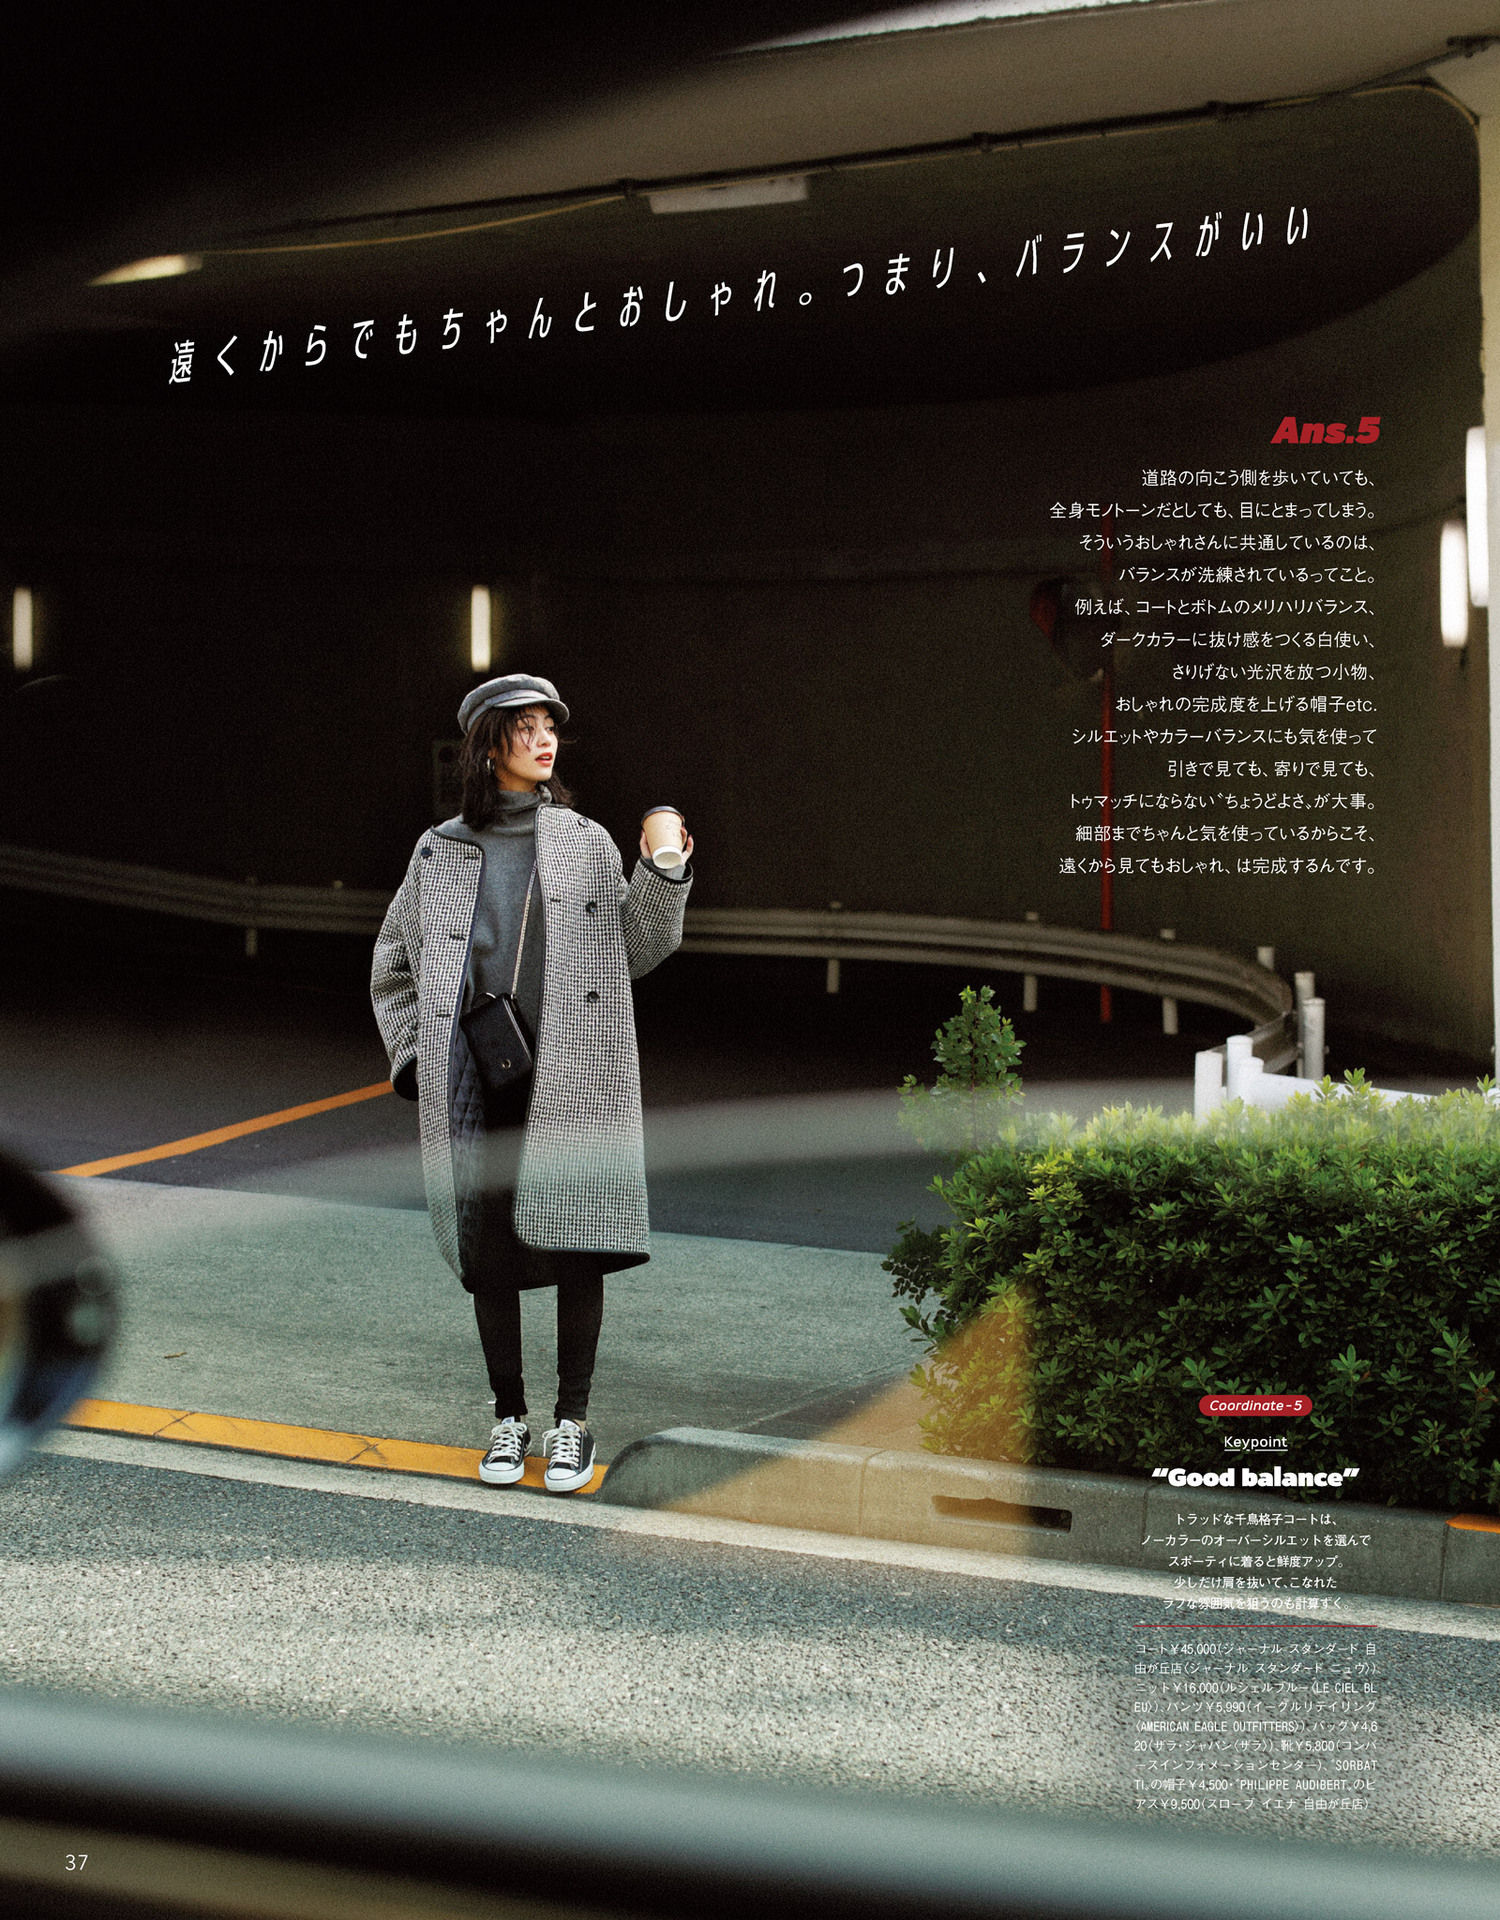 遠くからでもちゃんとおしゃれ。つまり、バランスがいい
Ans.5
道路の向こう側を歩いていても、
全身モノトーンだとしても、目にとまってしまう。
そういうおしゃれさんに共通しているのは、
バランスが洗練されているってこと。
例えば、コートとボトムのメリハリバランス、
ダークカラーに抜け感をつくる白使い、
さりげない光沢を放つ小物、
おしゃれの完成度を上げる帽子etc.
シルエットやカラーバランスにも気を使って
引きで見ても、寄りで見ても、
トゥマッチにならない〝ちょうどよさ〟が大事。
細部までちゃんと気を使っているからこそ、
遠くから見てもおしゃれ、は完成するんです。
Coordinate-5
Keypoint
“Good balance”
トラッドな千鳥格子コートは、
ノーカラーのオーバーシルエットを選んで
スポーティに着ると鮮度アップ。
少しだけ肩を抜いて、こなれた
ラフな雰囲気を狙うのも計算ずく。
コート￥45,000（ジャーナル スタンダード 自
由が丘店〈ジャーナル スタンダード ニュウ〉）、
ニット￥16,000（ルシェルブルー〈LE CIEL BL
EU〉）、パンツ￥5,990（イーグルリテイリング
〈AMERICAN EAGLE OUTFITTERS〉）、バッグ￥4,6
20（ザラ・ジャパン〈ザラ〉）、靴￥5,800（コンバ
ースインフォメーションセンター）、〝SORBAT
TI〟の帽子￥4,500・〝PHILIPPE AUDIBERT〟のピ
アス￥9,500（スローブ イエナ 自由が丘店）
37